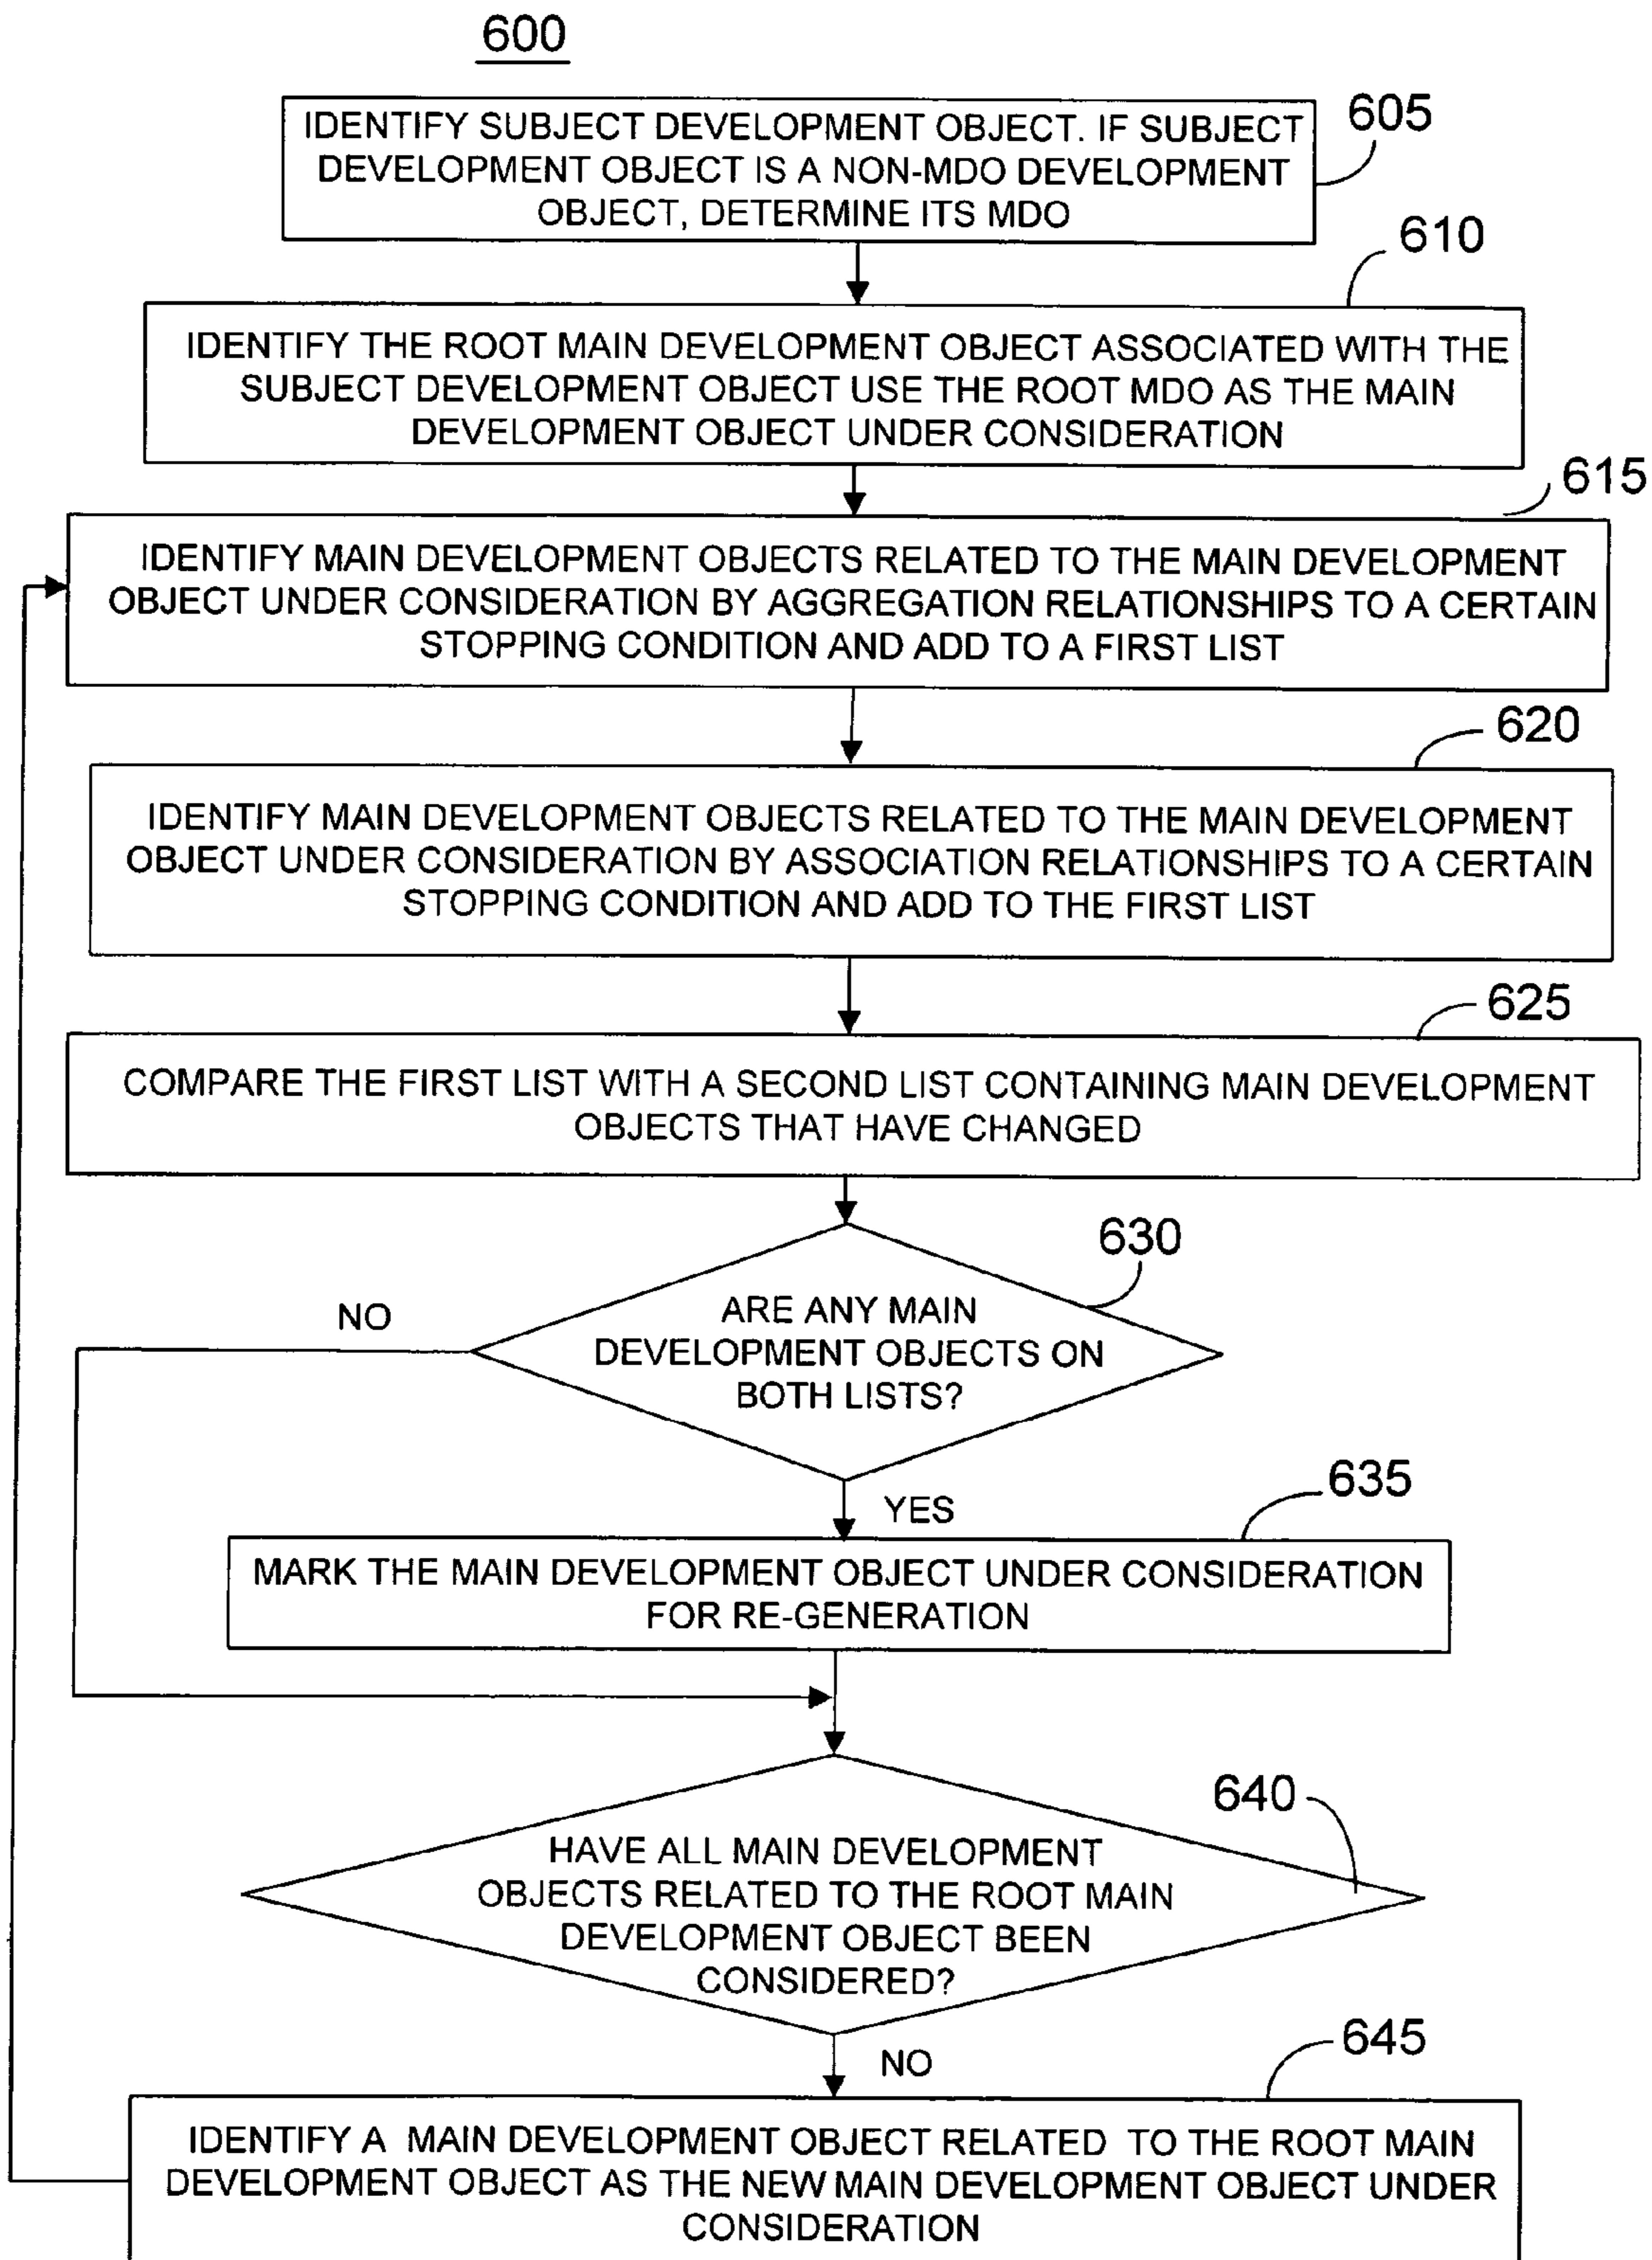 600
IDENTIFY SUBJECT DEVELOPMENT OBJECT. IF SUBJECT
DEVELOPMENT OBJECT IS A NON-MDO DEVELOPMENT
OBJECT, DETERMINE ITS MDO
605
610
IDENTIFY THE ROOT MAIN DEVELOPMENT OBJECT ASSOCIATED WITH THE
SUBJECT DEVELOPMENT OBJECT USE THE ROOT MDO AS THE MAIN
DEVELOPMENT OBJECT UNDER CONSIDERATION
615
IDENTIFY MAIN DEVELOPMENT OBJECTS RELATED TO THE MAIN DEVELOPMENT
OBJECT UNDER CONSIDERATION BY AGGREGATION RELATIONSHIPS TO A CERTAIN
STOPPING CONDITION AND ADD TO A FIRST LIST
620
IDENTIFY MAIN DEVELOPMENT OBJECTS RELATED TO THE MAIN DEVELOPMENT
OBJECT UNDER CONSIDERATION BY ASSOCIATION RELATIONSHIPS TO A CERTAIN
STOPPING CONDITION AND ADD TO THE FIRST LIST
625
COMPARE THE FIRST LIST WITH A SECOND LIST CONTAINING MAIN DEVELOPMENT
OBJECTS THAT HAVE CHANGED
630
NO
ARE ANY MAIN
DEVELOPMENT OBJECTS ON
BOTH LISTS?
YES
635
MARK THE MAIN DEVELOPMENT OBJECT UNDER CONSIDERATION
FOR RE-GENERATION
640
HAVE ALL MAIN DEVELOPMENT
OBJECTS RELATED TO THE ROOT MAIN
DEVELOPMENT OBJECT BEEN
CONSIDERED?
NO
645
IDENTIFY A MAIN DEVELOPMENT OBJECT RELATED TO THE ROOT MAIN
DEVELOPMENT OBJECT AS THE NEW MAIN DEVELOPMENT OBJECT UNDER
CONSIDERATION